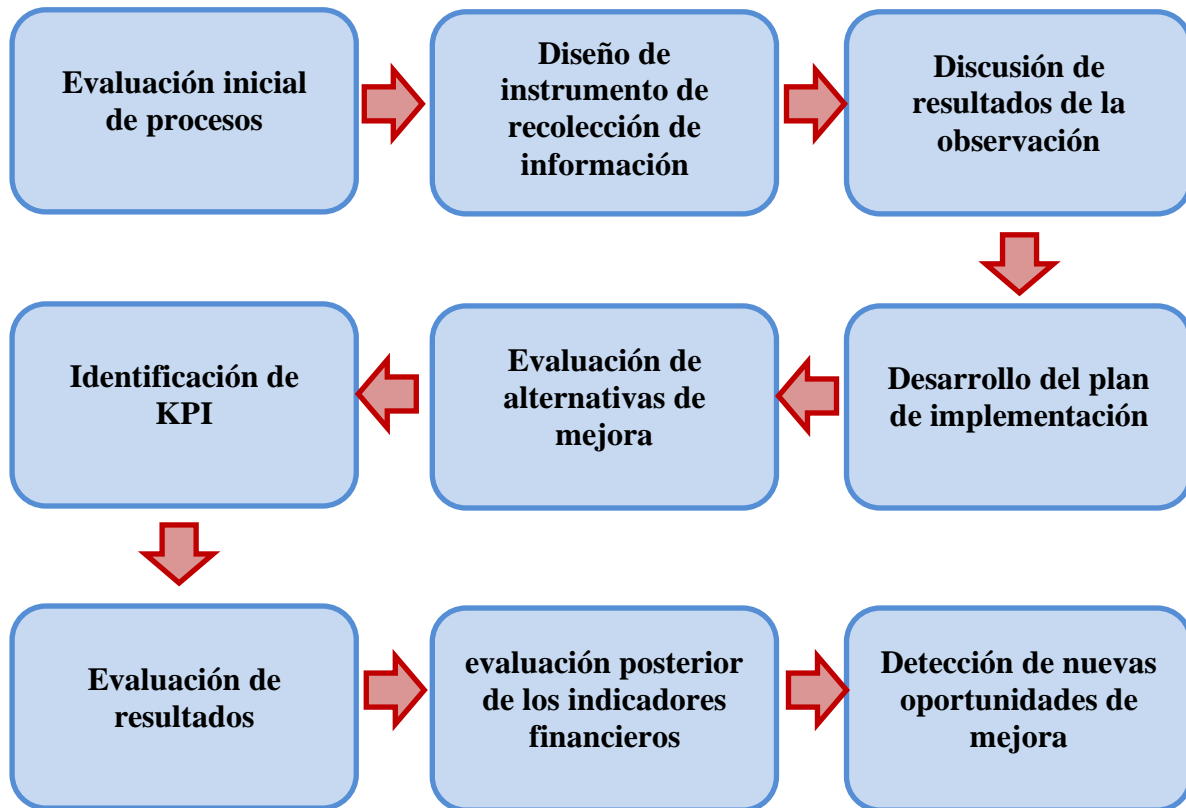 Evaluación inicial
de procesos
Diseño de
instrumento de
recolección de
información
Discusión de
resultados de la
observación
Desarrollo del plan
de implementación
Evaluación de
alternativas de
mejora
Identificación de
KPI
Evaluación de
resultados
evaluación posterior
de los indicadores
financieros
Detección de nuevas
oportunidades de
mejora